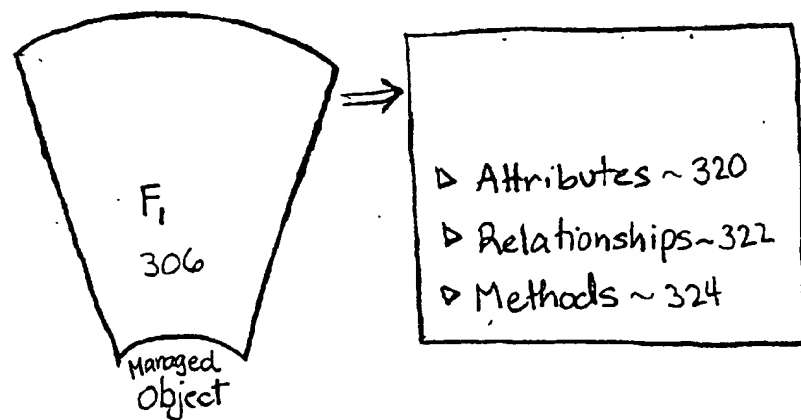 F₁
306
Managed
Object
▷ Attributes ~ 320
▷ Relationships ~ 322
▷ Methods ~ 324